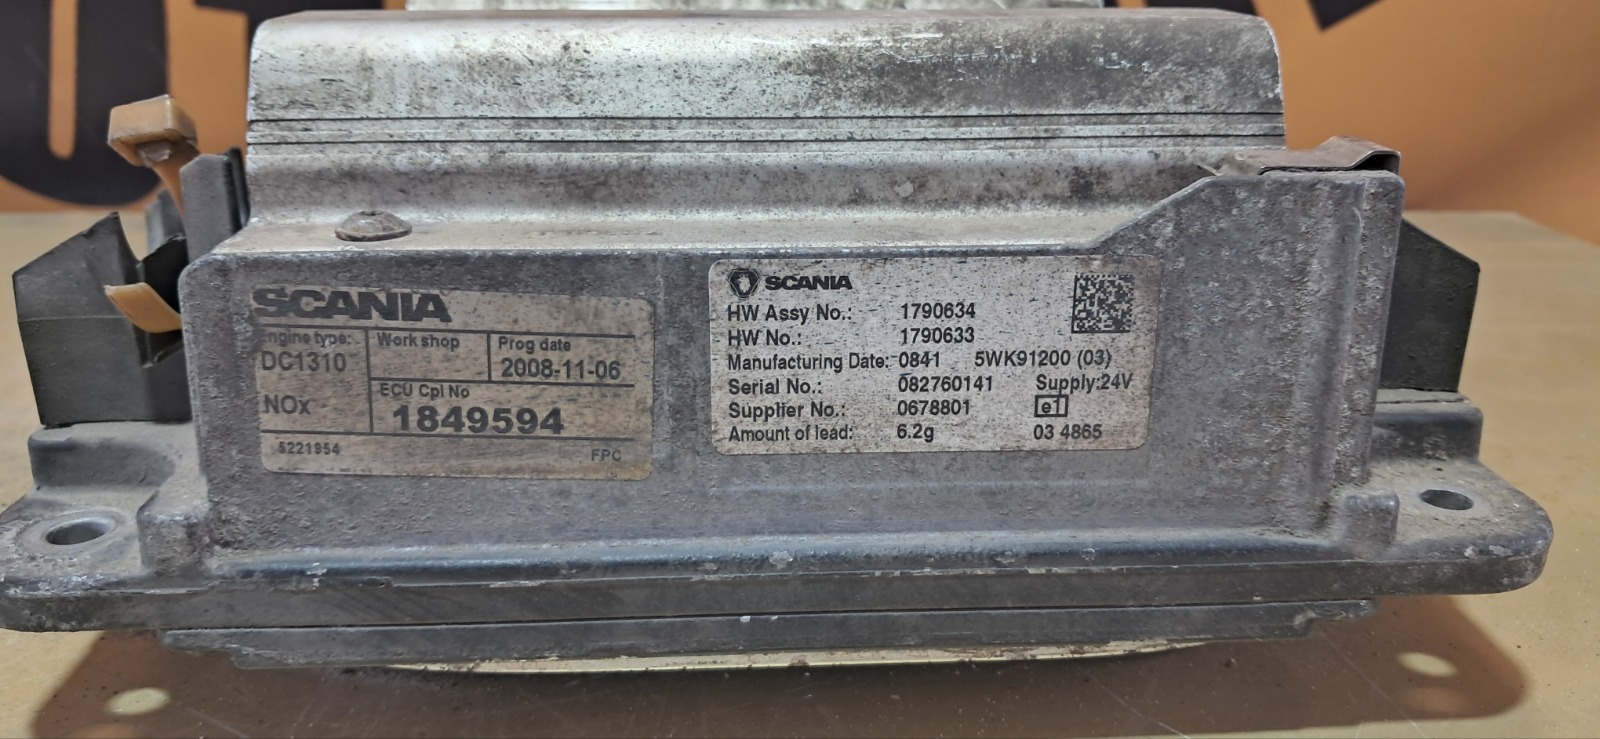 SCANIA
Engine type:
DC1310
NOx
Work shop
Prog date
2008-11-06
ECU Cpl No
1849594
5221954
FPC
SCANIA
HW Assy No.: 1790634
HW No.: 1790633
Manufacturing Date: 0841 5WK91200 (03)
Serial No.: 082760141 Supply:24V
Supplier No.: 0678801 e1
Amount of lead: 6.2g 03 4865